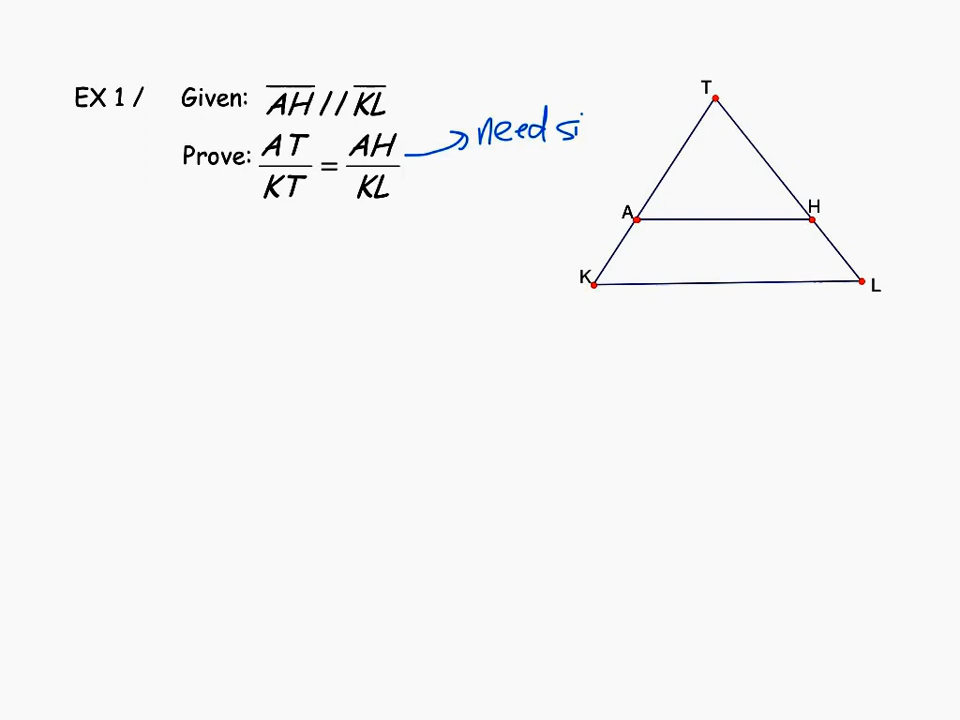 EX 1 / Given: AH // KL
Prove: AT/KT = AH/KL
need si
T
A
H
K
L